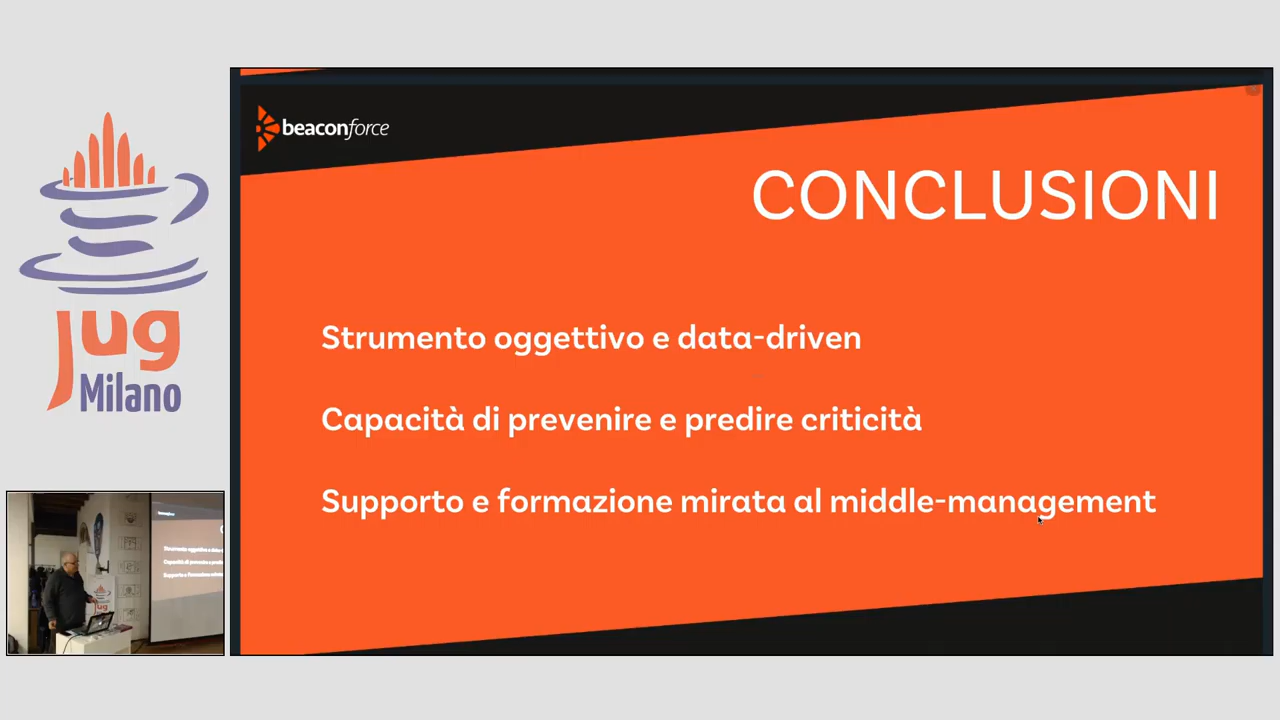 beaconforce
CONCLUSIONI
Strumento oggettivo e data-driven
Capacità di prevenire e predire criticità
Supporto e formazione mirata al middle-management
jug
Milano